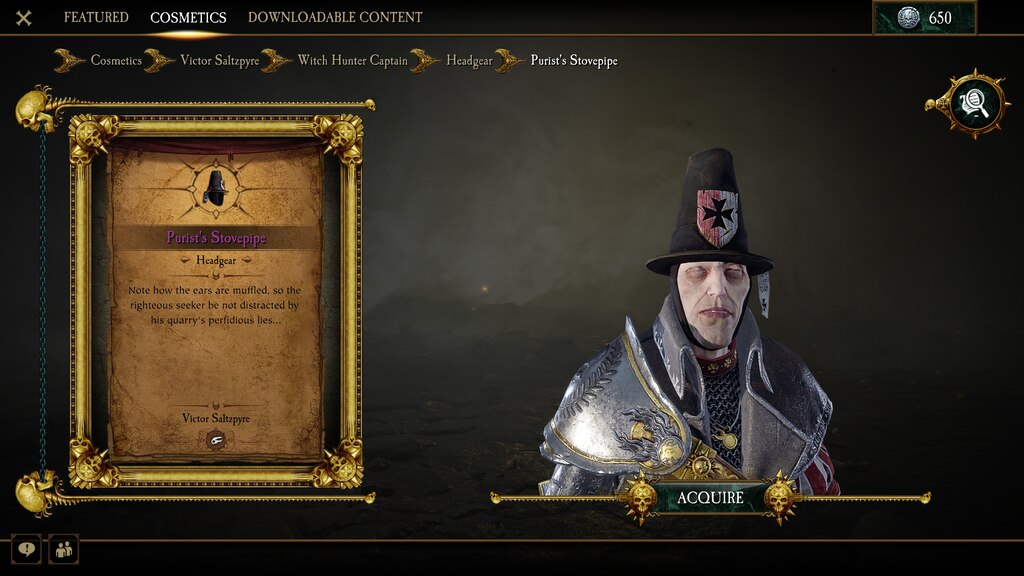 FEATURED COSMETICS DOWNLOADABLE CONTENT 650
Cosmetics Victor Saltzpyre Witch Hunter Captain Headgear Purist's Stovepipe
Purist's Stovepipe
Headgear
Note how the ears are muffled, so the
righteous seeker be not distracted by
his quarry's perfidious lies...
Victor Saltzpyre
ACQUIRE